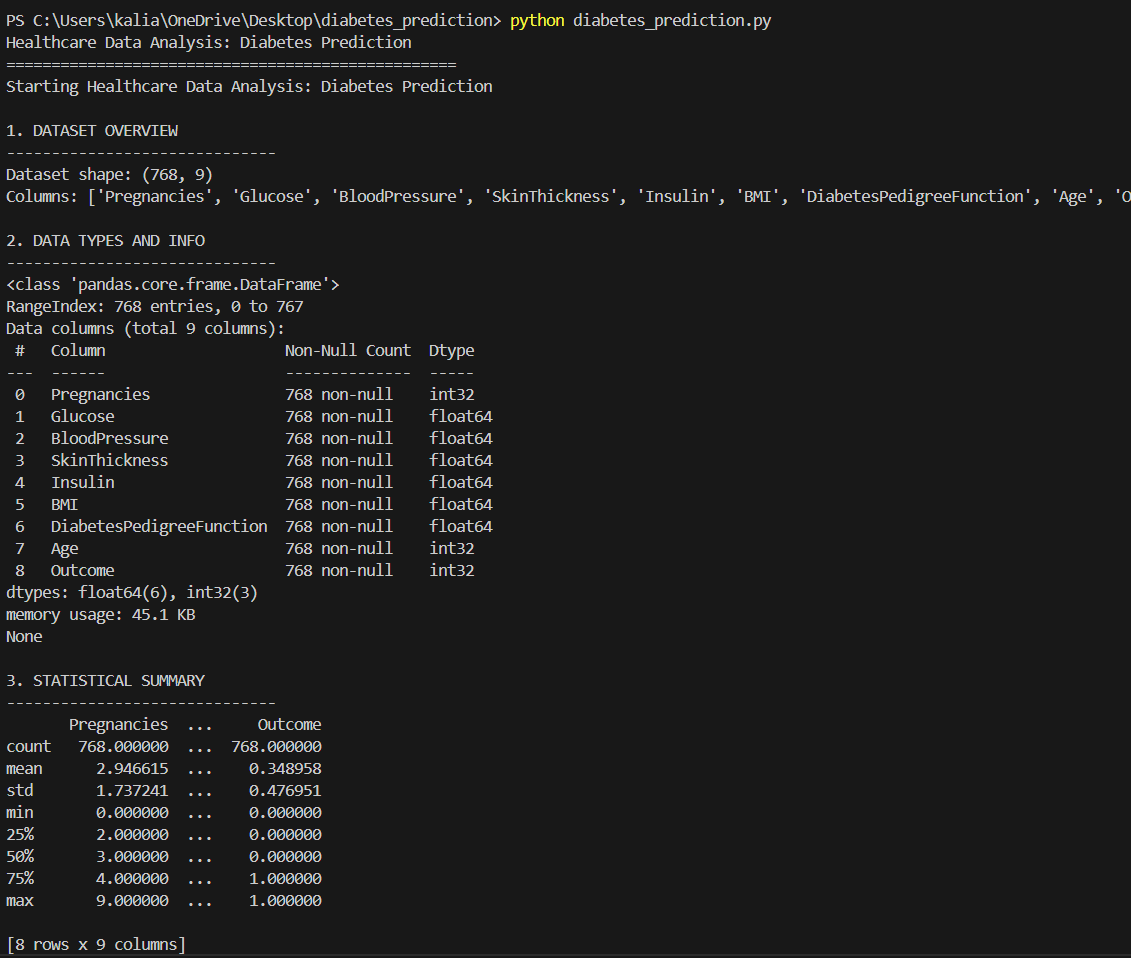 PS C:\Users\kalia\OneDrive\Desktop\diabetes_prediction> python diabetes_prediction.py
Healthcare Data Analysis: Diabetes Prediction
==================================================
Starting Healthcare Data Analysis: Diabetes Prediction

1. DATASET OVERVIEW
------------------------------
Dataset shape: (768, 9)
Columns: ['Pregnancies', 'Glucose', 'BloodPressure', 'SkinThickness', 'Insulin', 'BMI', 'DiabetesPedigreeFunction', 'Age', 'O

2. DATA TYPES AND INFO
------------------------------
<class 'pandas.core.frame.DataFrame'>
RangeIndex: 768 entries, 0 to 767
Data columns (total 9 columns):
 #   Column                    Non-Null Count  Dtype
---  ------                    --------------  -----
 0   Pregnancies               768 non-null    int32
 1   Glucose                   768 non-null    float64
 2   BloodPressure             768 non-null    float64
 3   SkinThickness             768 non-null    float64
 4   Insulin                   768 non-null    float64
 5   BMI                       768 non-null    float64
 6   DiabetesPedigreeFunction  768 non-null    float64
 7   Age                       768 non-null    int32
 8   Outcome                   768 non-null    int32
dtypes: float64(6), int32(3)
memory usage: 45.1 KB
None

3. STATISTICAL SUMMARY
------------------------------
       Pregnancies  ...     Outcome
count   768.000000  ...  768.000000
mean      2.946615  ...    0.348958
std       1.737241  ...    0.476951
min       0.000000  ...    0.000000
25%       2.000000  ...    0.000000
50%       3.000000  ...    0.000000
75%       4.000000  ...    1.000000
max       9.000000  ...    1.000000

[8 rows x 9 columns]